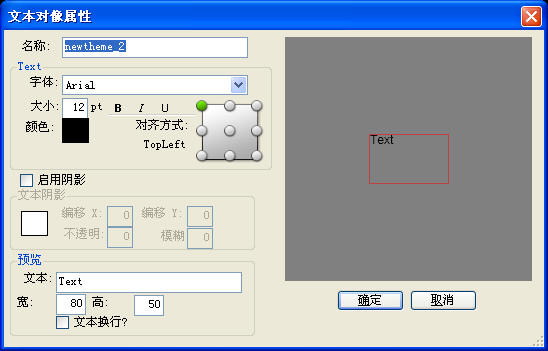 文本对像属性
名称: newtheme_2
Text
字体: Arial
大小: 12 pt B I U
颜色:
对齐方式:
TopLeft
启用阴影
文本阴影
偏移 X: 0 偏移 Y: 0
不透明: 0 模糊 0
预览
文本: Text
宽: 80 高: 50
文本换行?
Text
确定 取消